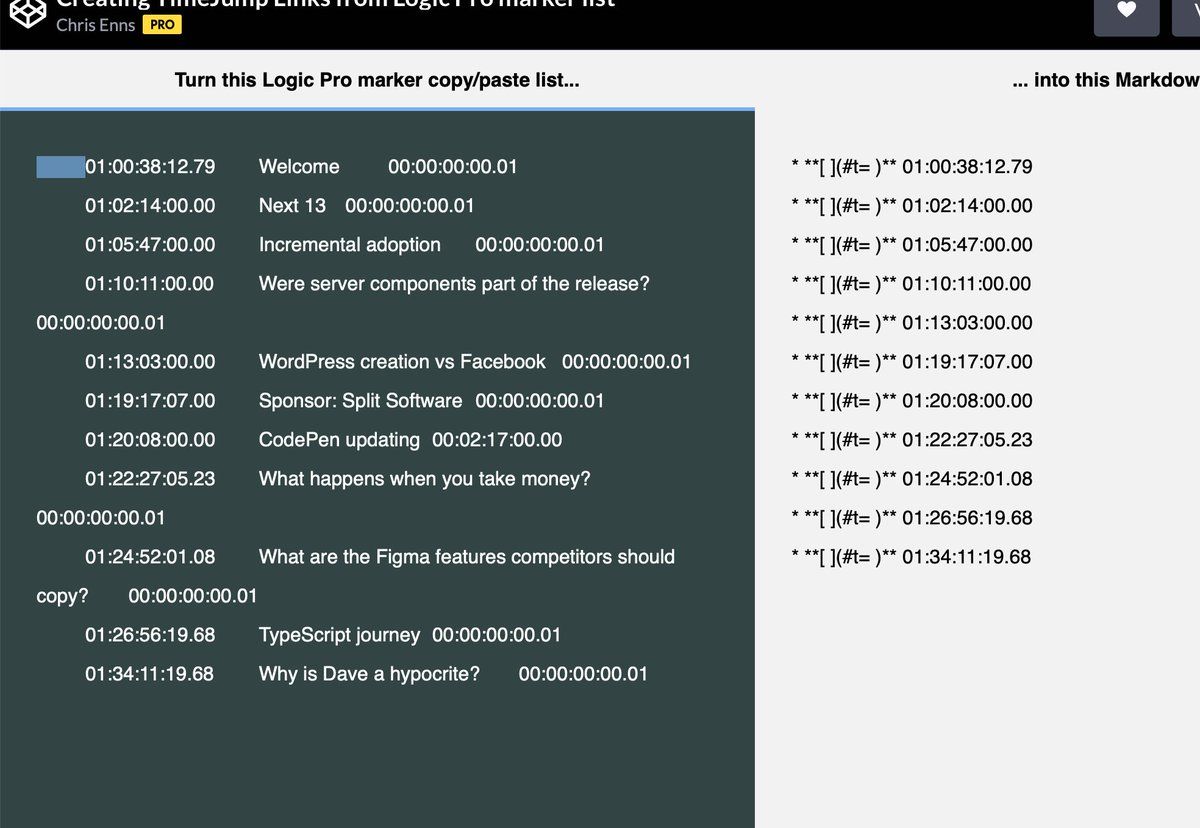 Creating TimeJump Links from Logic Pro marker list
Chris Enns PRO
Turn this Logic Pro marker copy/paste list...
01:00:38:12.79 Welcome 00:00:00:00.01
01:02:14:00.00 Next 13 00:00:00:00.01
01:05:47:00.00 Incremental adoption 00:00:00:00.01
01:10:11:00.00 Were server components part of the release?
00:00:00:00.01
01:13:03:00.00 WordPress creation vs Facebook 00:00:00:00.01
01:19:17:07.00 Sponsor: Split Software 00:00:00:00.01
01:20:08:00.00 CodePen updating 00:02:17:00.00
01:22:27:05.23 What happens when you take money?
00:00:00:00.01
01:24:52:01.08 What are the Figma features competitors should
copy? 00:00:00:00.01
01:26:56:19.68 TypeScript journey 00:00:00:00.01
01:34:11:19.68 Why is Dave a hypocrite? 00:00:00:00.01
... into this Markdow
* **[ ](#t= )** 01:00:38:12.79
* **[ ](#t= )** 01:02:14:00.00
* **[ ](#t= )** 01:05:47:00.00
* **[ ](#t= )** 01:10:11:00.00
* **[ ](#t= )** 01:13:03:00.00
* **[ ](#t= )** 01:19:17:07.00
* **[ ](#t= )** 01:20:08:00.00
* **[ ](#t= )** 01:22:27:05.23
* **[ ](#t= )** 01:24:52:01.08
* **[ ](#t= )** 01:26:56:19.68
* **[ ](#t= )** 01:34:11:19.68